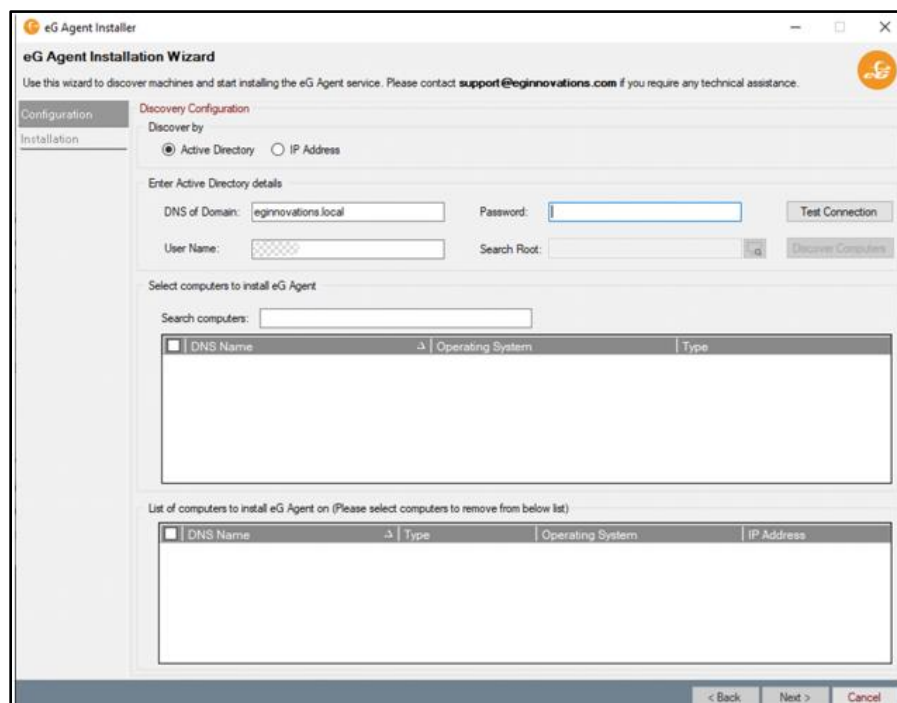 eG Agent Installer
eG Agent Installation Wizard
Use this wizard to discover machines and start installing the eG Agent service. Please contact support@eginnovations.com if you require any technical assistance.
Configuration
Installation
Discovery Configuration
Discover by
Active Directory IP Address
Enter Active Directory details
DNS of Domain: eginnovations.local Password: Test Connection
User Name: Search Root: Discover Computers
Select computers to install eG Agent
Search computers:
DNS Name Operating System Type
List of computers to install eG Agent on (Please select computers to remove from below list)
DNS Name Type Operating System IP Address
< Back Next > Cancel